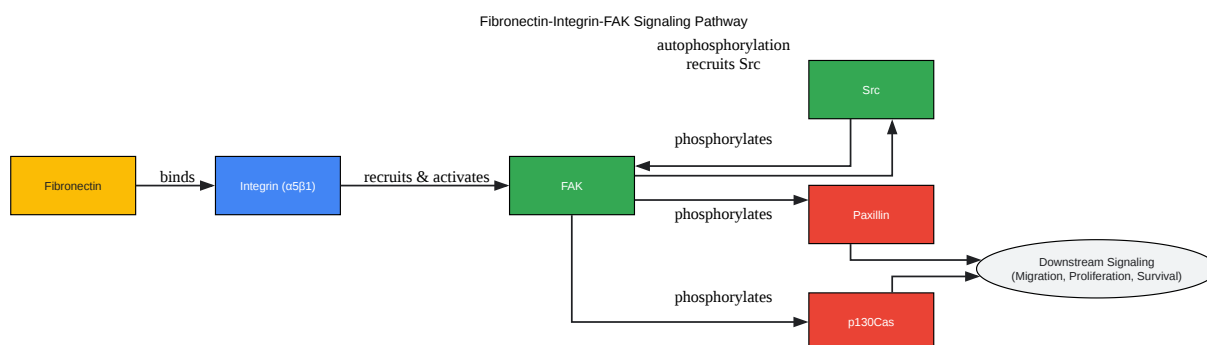 Fibronectin-Integrin-FAK Signaling Pathway
autophosphorylation
recruits Src
Src
phosphorylates
Fibronectin
binds
Integrin (α5β1)
recruits & activates
FAK
phosphorylates
Paxillin
Downstream Signaling
(Migration, Proliferation, Survival)
phosphorylates
p130Cas